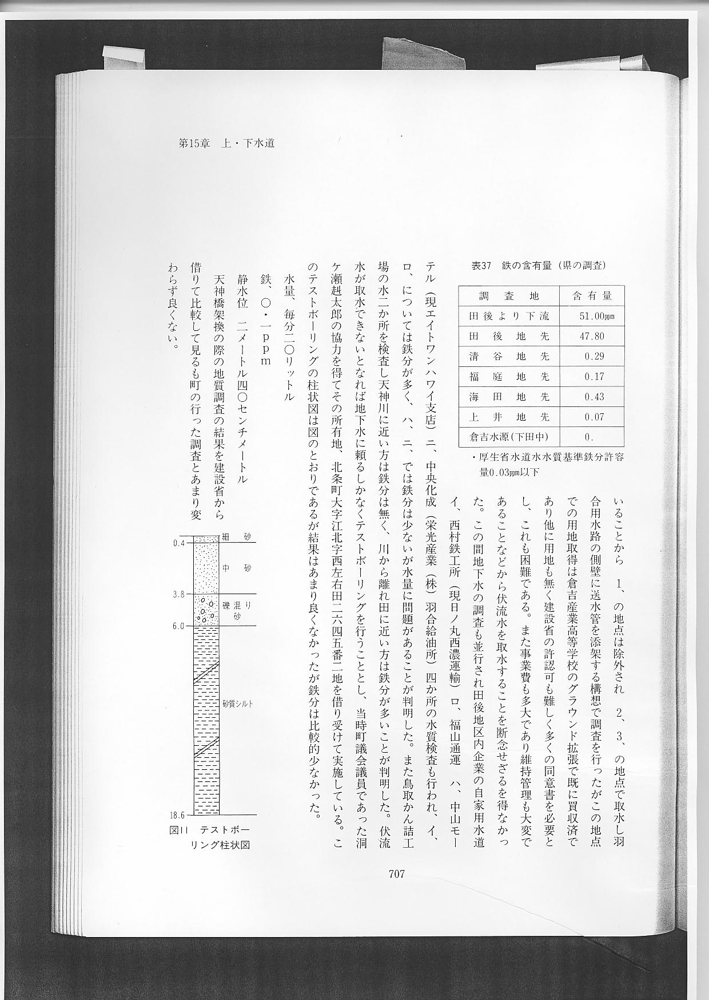 第15章　上・下水道
表37　鉄の含有量（県の調査）
調査地　含有量
田後より下流　51.00ppm
田後地先　47.80
清谷地先　0.29
福庭地先　0.17
海田地先　0.43
上井地先　0.07
倉吉水源(下田中)　0.
・厚生省水道水水質基準鉄分許容
量0.03ppm以下
いることから　1、の地点は除外され　2、3、の地点で取水し羽
合用水路の側壁に送水管を添架する構想で調査を行ったがこの地点
での用地取得は倉吉産業高等学校のグラウンド拡張で既に買収済で
あり他に用地も無く建設省の許認可も難しく多くの同意書を必要と
し、これも困難である。また事業費も多大であり維持管理も大変で
あることなどから伏流水を取水することを断念せざるを得なかっ
た。この間地下水の調査も並行され田後地区内企業の自家用水道
イ、西村鉄工所（現日ノ丸西濃運輸）ロ、福山通運　ハ、中山モー
テル（現エイトワンハワイ支店）ニ、中央化成（栄光産業（株）羽合給油所）四か所の水質検査も行われ、イ、
ロ、については鉄分が多く、ハ、ニ、では鉄分は少ないが水量に問題があることが判明した。また鳥取かん詰工
場の水二か所を検査し天神川に近い方は鉄分は無く、川から離れ田に近い方は鉄分が多いことが判明した。伏流
水が取水できないとなれば地下水に頼るしかなくテストボーリングを行うこととし、当時町議会議員であった洞
ケ瀬赳太郎の協力を得てその所有地、北条町大字江北字西左右田二六四五番二地を借り受けて実施している。こ
のテストボーリングの柱状図は図のとおりであるが結果はあまり良くなかったが鉄分は比較的少なかった。
水量、毎分二〇リットル
鉄、〇・一ppm
静水位　二メートル四〇センチメートル
天神橋架換の際の地質調査の結果を建設省から
借りて比較して見るも町の行った調査とあまり変
わらず良くない。
細砂
0.4
中砂
3.8
礫混り
砂
6.0
砂質シルト
18.6
図11　テストボー
リング柱状図
707